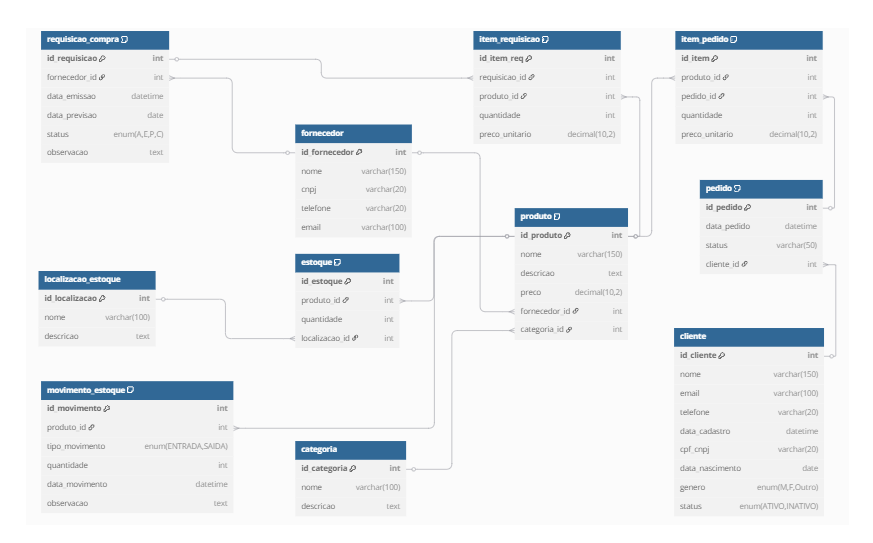 requisicao_compra
id_requisicao int
fornecedor_id int
data_emissao datetime
data_previsao date
status enum(A,E,P,C)
observacao text
item_requisicao
id_item_req int
requisicao_id int
produto_id int
quantidade int
preco_unitario decimal(10,2)
item_pedido
id_item int
produto_id int
pedido_id int
quantidade int
preco_unitario decimal(10,2)
fornecedor
id_fornecedor int
nome varchar(150)
cnpj varchar(20)
telefone varchar(20)
email varchar(100)
pedido
id_pedido int
data_pedido datetime
status varchar(50)
cliente_id int
produto
id_produto int
nome varchar(150)
descricao text
preco decimal(10,2)
fornecedor_id int
categoria_id int
estoque
id_estoque int
produto_id int
quantidade int
localizacao_id int
localizacao_estoque
id_localizacao int
nome varchar(100)
descricao text
cliente
id_cliente int
nome varchar(150)
email varchar(100)
telefone varchar(20)
data_cadastro datetime
cpf_cnpj varchar(20)
data_nascimento date
genero enum(M,F,Outro)
status enum(ATIVO,INATIVO)
movimento_estoque
id_movimento int
produto_id int
tipo_movimento enum(ENTRADA,SAIDA)
quantidade int
data_movimento datetime
observacao text
categoria
id_categoria int
nome varchar(100)
descricao text